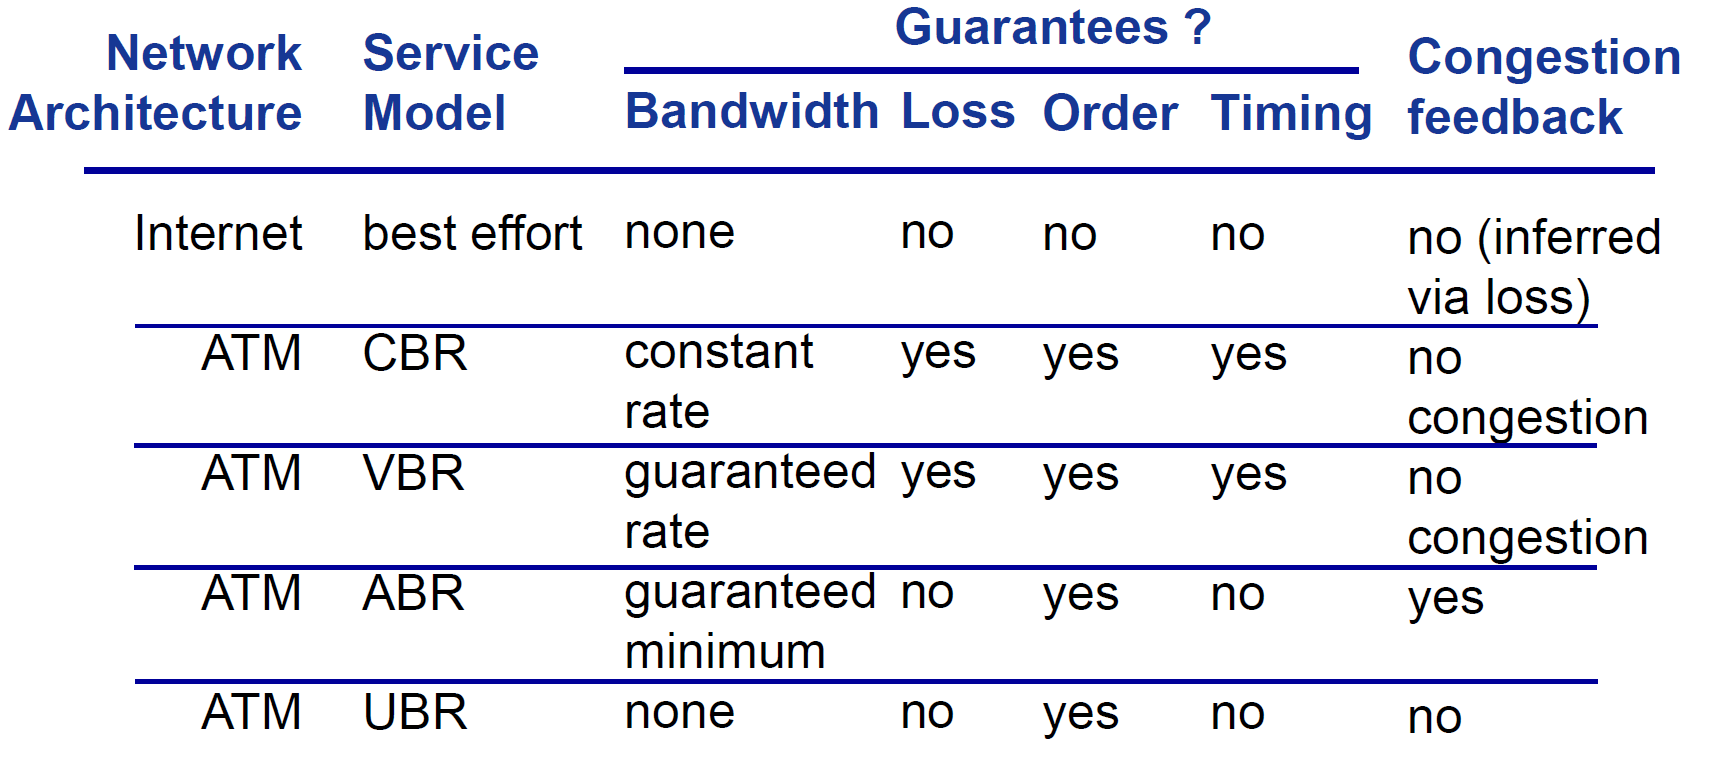 Guarantees ?
Network Service Congestion
Architecture Model Bandwidth Loss Order Timing feedback
Internet best effort none no no no no (inferred
via loss)
ATM CBR constant yes yes yes no
rate congestion
ATM VBR guaranteed yes yes yes no
rate congestion
ATM ABR guaranteed no yes no yes
minimum
ATM UBR none no yes no no